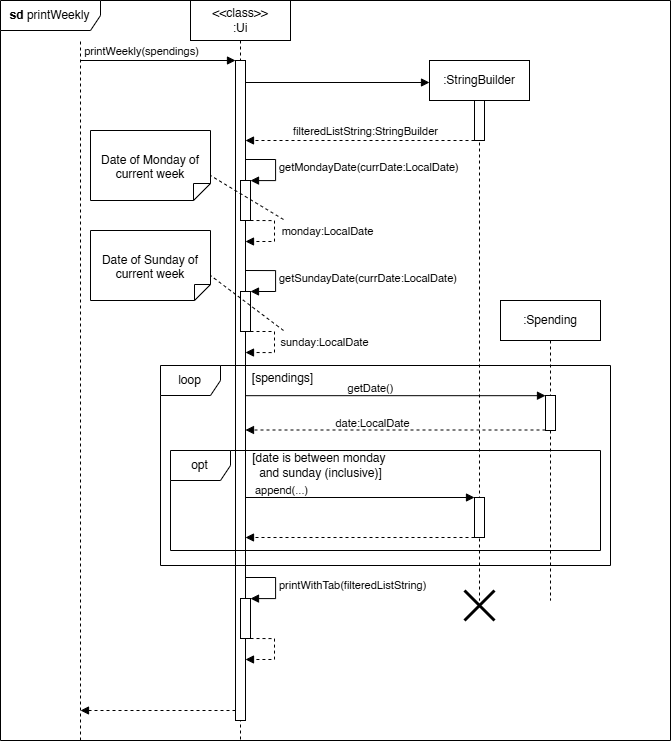 sd printWeekly
<<class>>
:Ui
printWeekly(spendings)
:StringBuilder
filteredListString:StringBuilder
Date of Monday of
current week
getMondayDate(currDate:LocalDate)
monday:LocalDate
Date of Sunday of
current week
getSundayDate(currDate:LocalDate)
:Spending
sunday:LocalDate
loop
[spendings]
getDate()
date:LocalDate
opt
[date is between monday
and sunday (inclusive)]
append(...)
printWithTab(filteredListString)